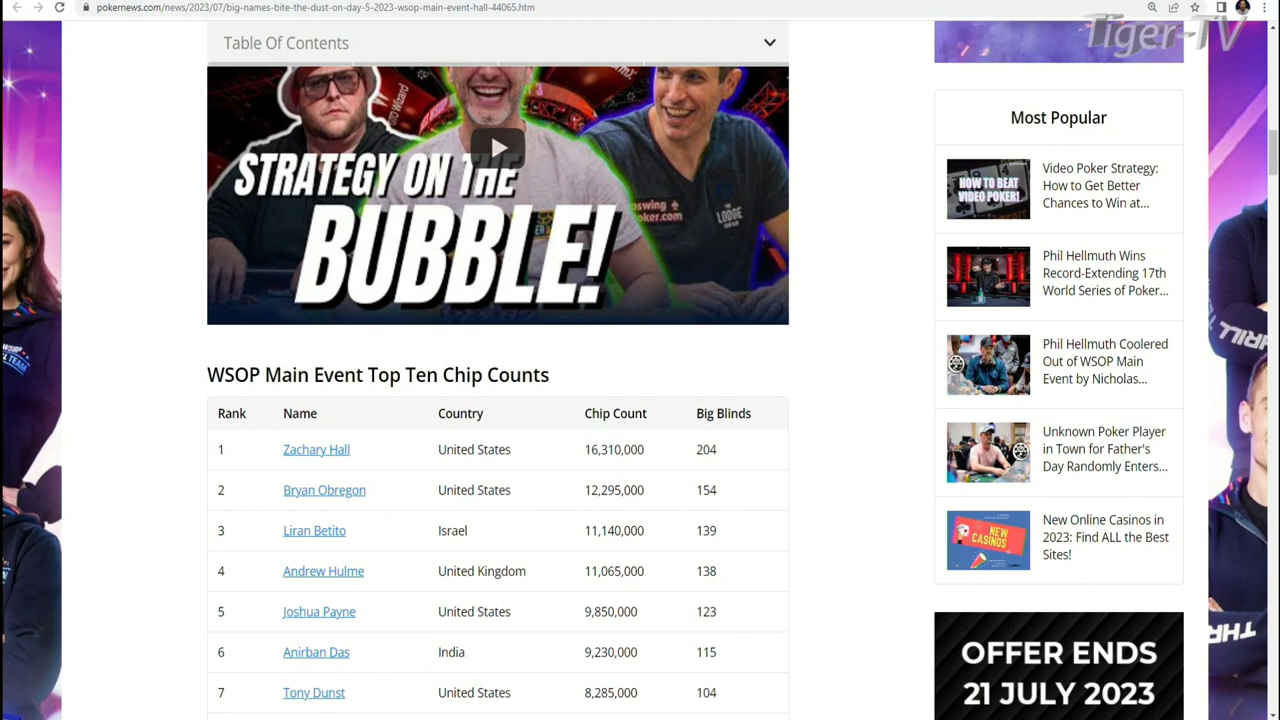 pokernews.com/news/2023/07/big-names-bite-the-dust-on-day-5-2023-wsop-main-event-hall-44065.htm
Tiger-TV
Table Of Contents
STRATEGY ON THE
BUBBLE!
THE LODGE
WSOP Main Event Top Ten Chip Counts
Rank Name Country Chip Count Big Blinds
1 Zachary Hall United States 16,310,000 204
2 Bryan Obregon United States 12,295,000 154
3 Liran Betito Israel 11,140,000 139
4 Andrew Hulme United Kingdom 11,065,000 138
5 Joshua Payne United States 9,850,000 123
6 Anirban Das India 9,230,000 115
7 Tony Dunst United States 8,285,000 104
Most Popular
HOW TO BEAT
VIDEO POKER!
Video Poker Strategy:
How to Get Better
Chances to Win at...
Phil Hellmuth Wins
Record-Extending 17th
World Series of Poker...
Phil Hellmuth Coolered
Out of WSOP Main
Event by Nicholas...
Unknown Poker Player
in Town for Father's
Day Randomly Enters...
NEW
CASINOS
New Online Casinos in
2023: Find ALL the Best
Sites!
OFFER ENDS
21 JULY 2023